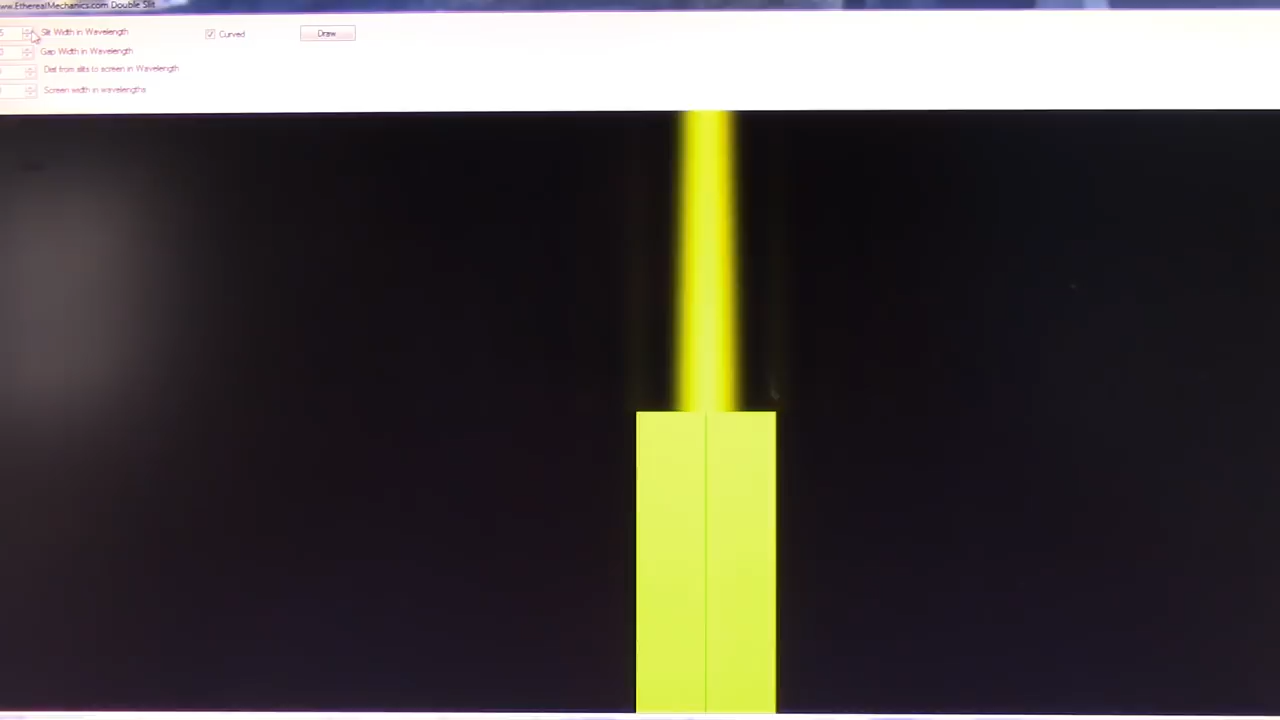 ww.EtherealMechanics.com Double Slit
Slit Width in Wavelength
Curved
Draw
Gap Width in Wavelength
Dist from slits to screen in Wavelength
Screen width in wavelengths